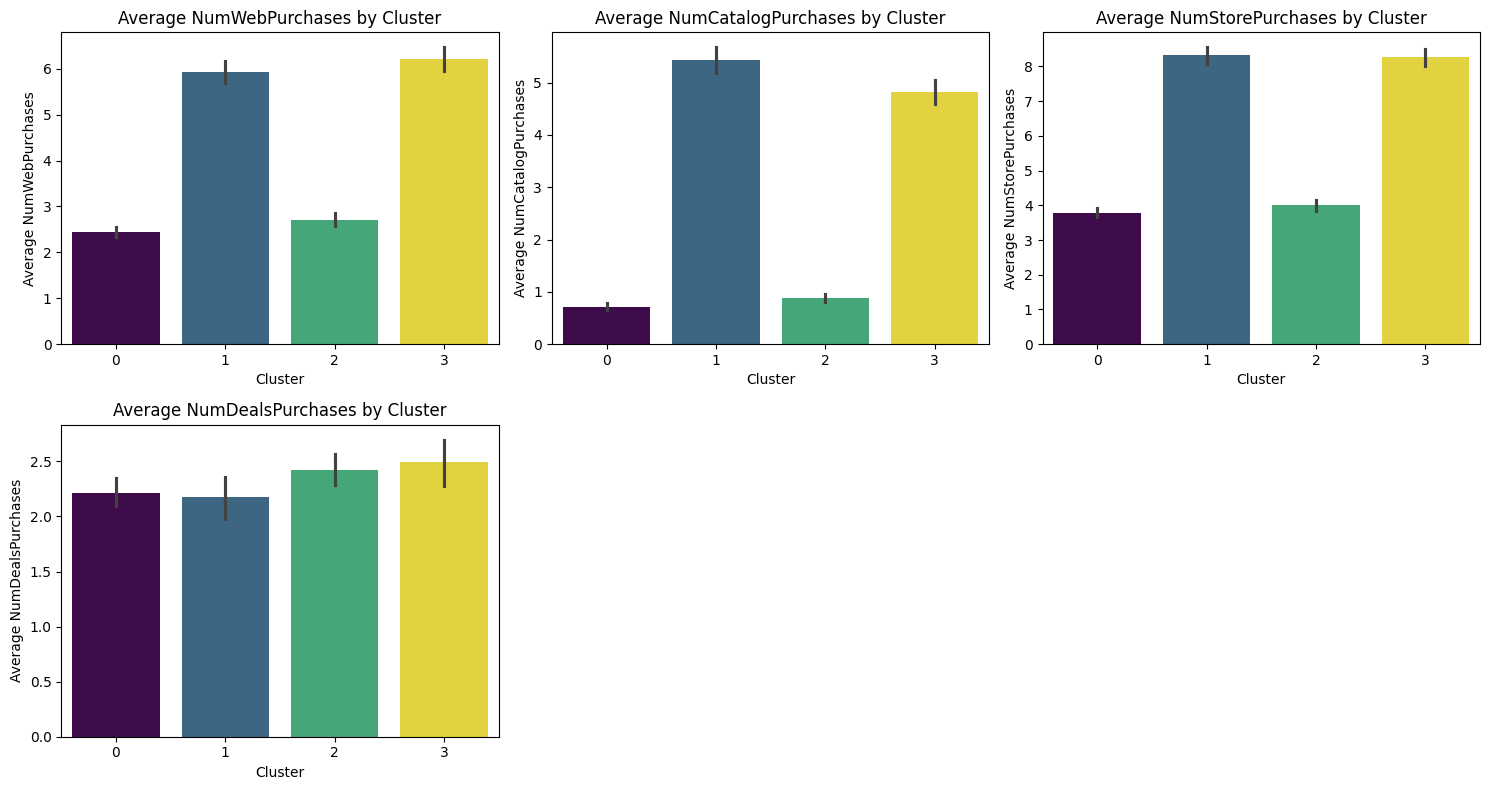 Average NumWebPurchases by Cluster
Average NumWebPurchases
6
5
4
3
2
1
0
0 1 2 3
Cluster
Average NumCatalogPurchases by Cluster
Average NumCatalogPurchases
5
4
3
2
1
0
0 1 2 3
Cluster
Average NumStorePurchases by Cluster
Average NumStorePurchases
8
7
6
5
4
3
2
1
0
0 1 2 3
Cluster
Average NumDealsPurchases by Cluster
Average NumDealsPurchases
2.5
2.0
1.5
1.0
0.5
0.0
0 1 2 3
Cluster